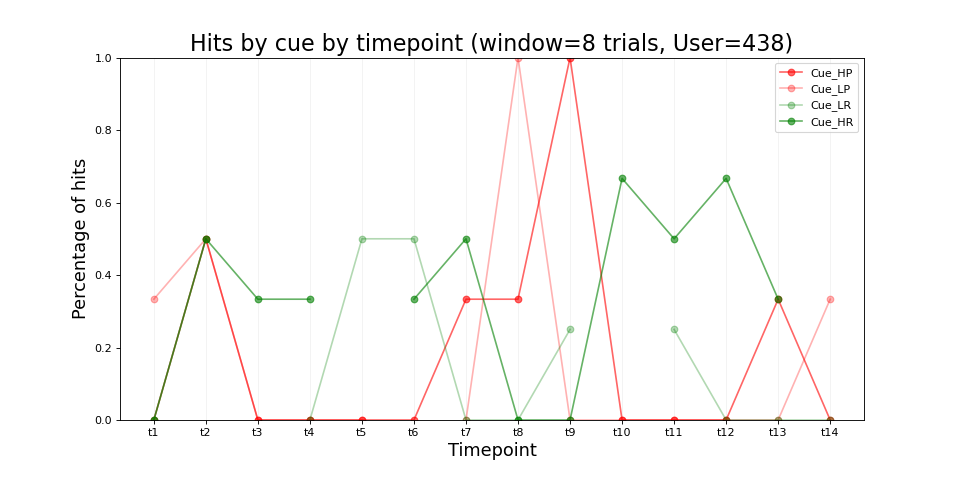 Hits by cue by timepoint (window=8 trials, User=438)
Percentage of hits
1.0
0.8
0.6
0.4
0.2
0.0
Cue_HP
Cue_LP
Cue_LR
Cue_HR
t1 t2 t3 t4 t5 t6 t7 t8 t9 t10 t11 t12 t13 t14
Timepoint